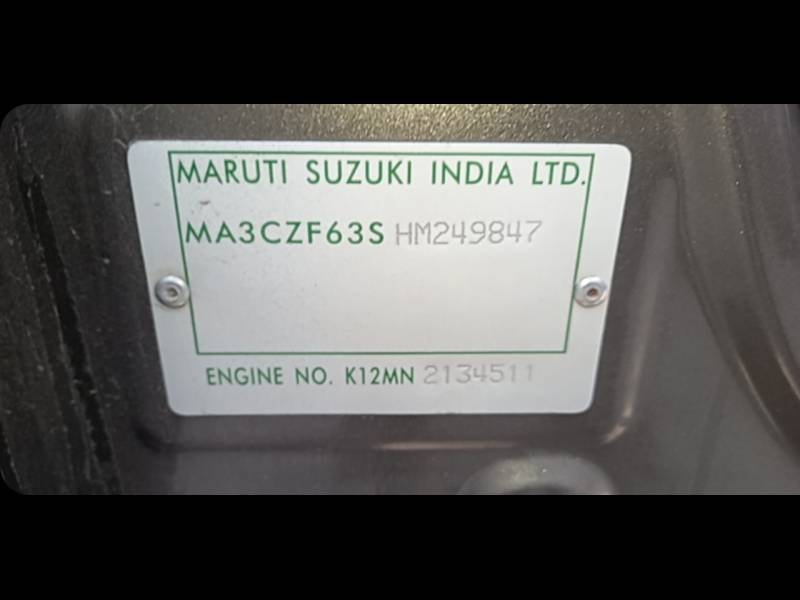 MARUTI SUZUKI INDIA LTD.
MA3CZF63S HM249847
ENGINE NO. K12MN 2134511